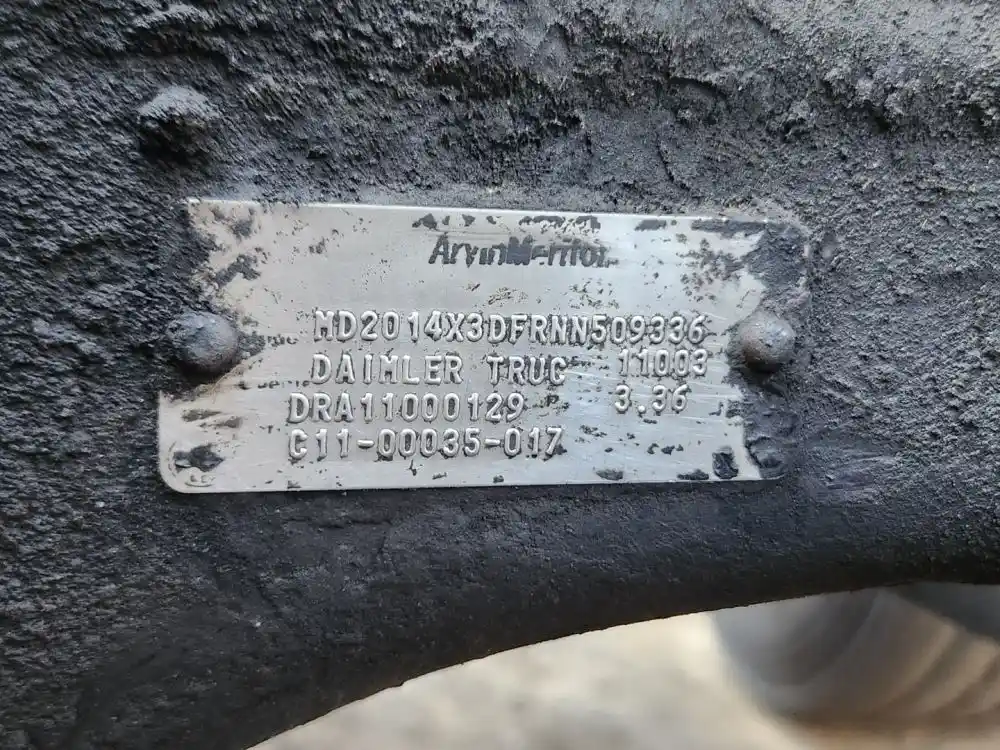 ArvinMeritor
MD2014X3DFRNN509336
DAIMLER TRUC 11003
DRA11000129 3.36
C11-00035-017